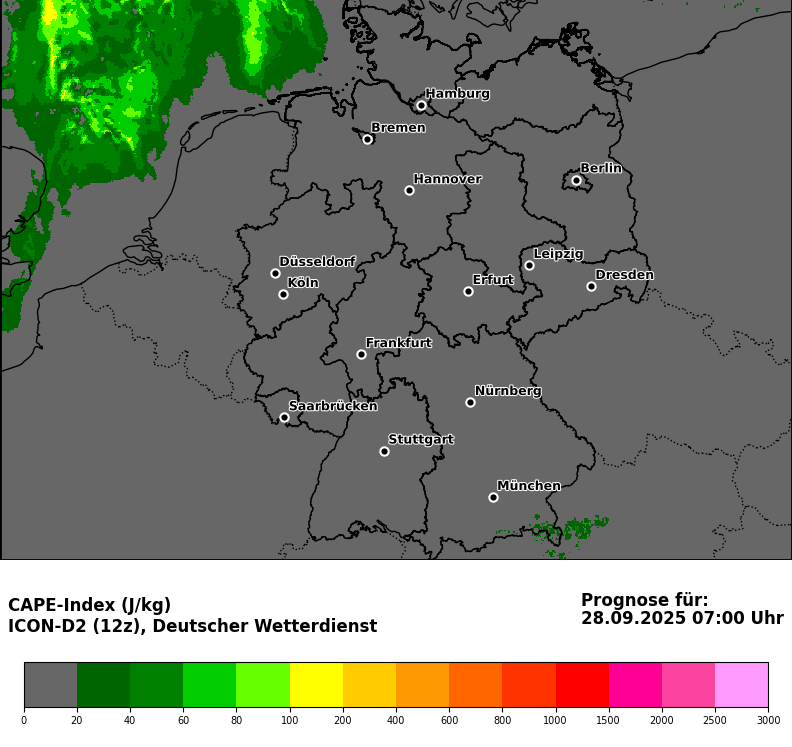 Hamburg
Bremen
Berlin
Hannover
Leipzig
Düsseldorf
Dresden
Köln
Erfurt
Frankfurt
Nürnberg
Saarbrücken
Stuttgart
München
CAPE-Index (J/kg)
ICON-D2 (12z), Deutscher Wetterdienst
Prognose für:
28.09.2025 07:00 Uhr
0 20 40 60 80 100 200 400 600 800 1000 1500 2000 2500 3000